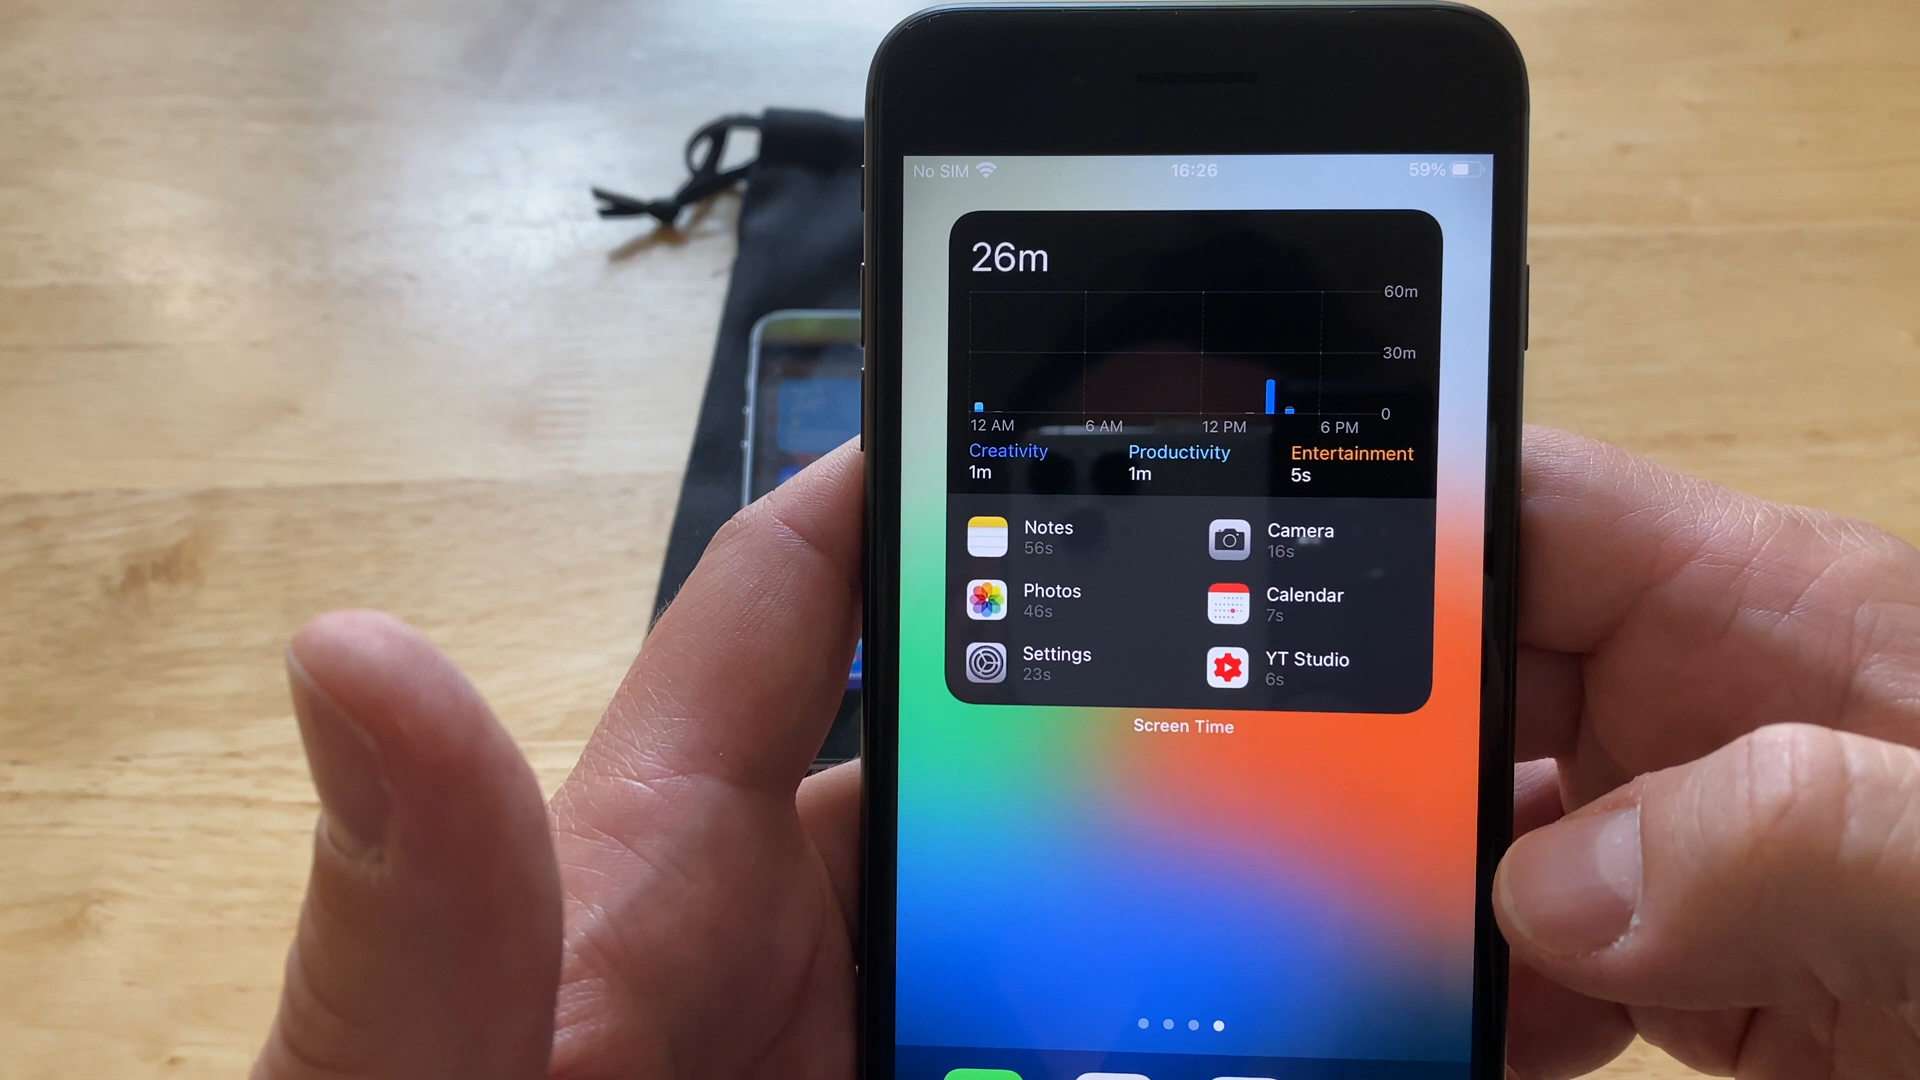 No SIM 16:26 59%
26m
60m
30m
0
12 AM 6 AM 12 PM 6 PM
Creativity Productivity Entertainment
1m 1m 5s
Notes Camera
56s 16s
Photos Calendar
46s 7s
Settings YT Studio
23s 6s
Screen Time